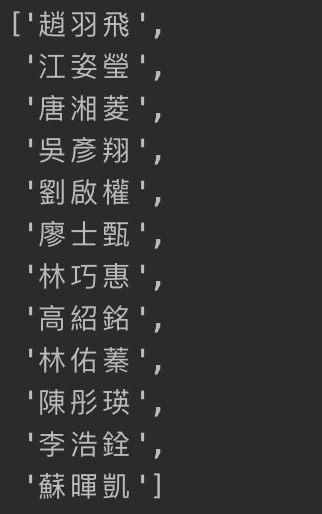 ['趙羽飛',
'江姿瑩',
'唐湘菱',
'吳彥翔',
'劉啟權',
'廖士甄',
'林巧惠',
'高紹銘',
'林佑蓁',
'陳彤瑛',
'李浩銓',
'蘇暉凱']